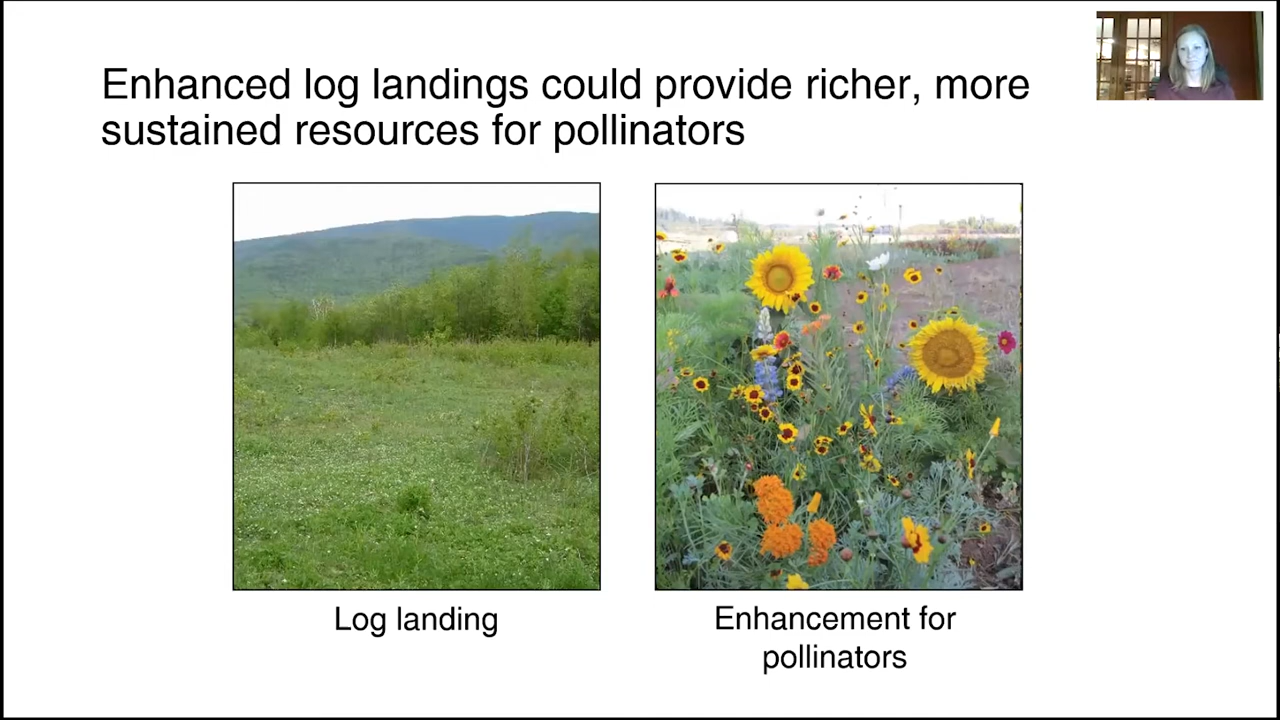 Enhanced log landings could provide richer, more
sustained resources for pollinators
Log landing
Enhancement for
pollinators